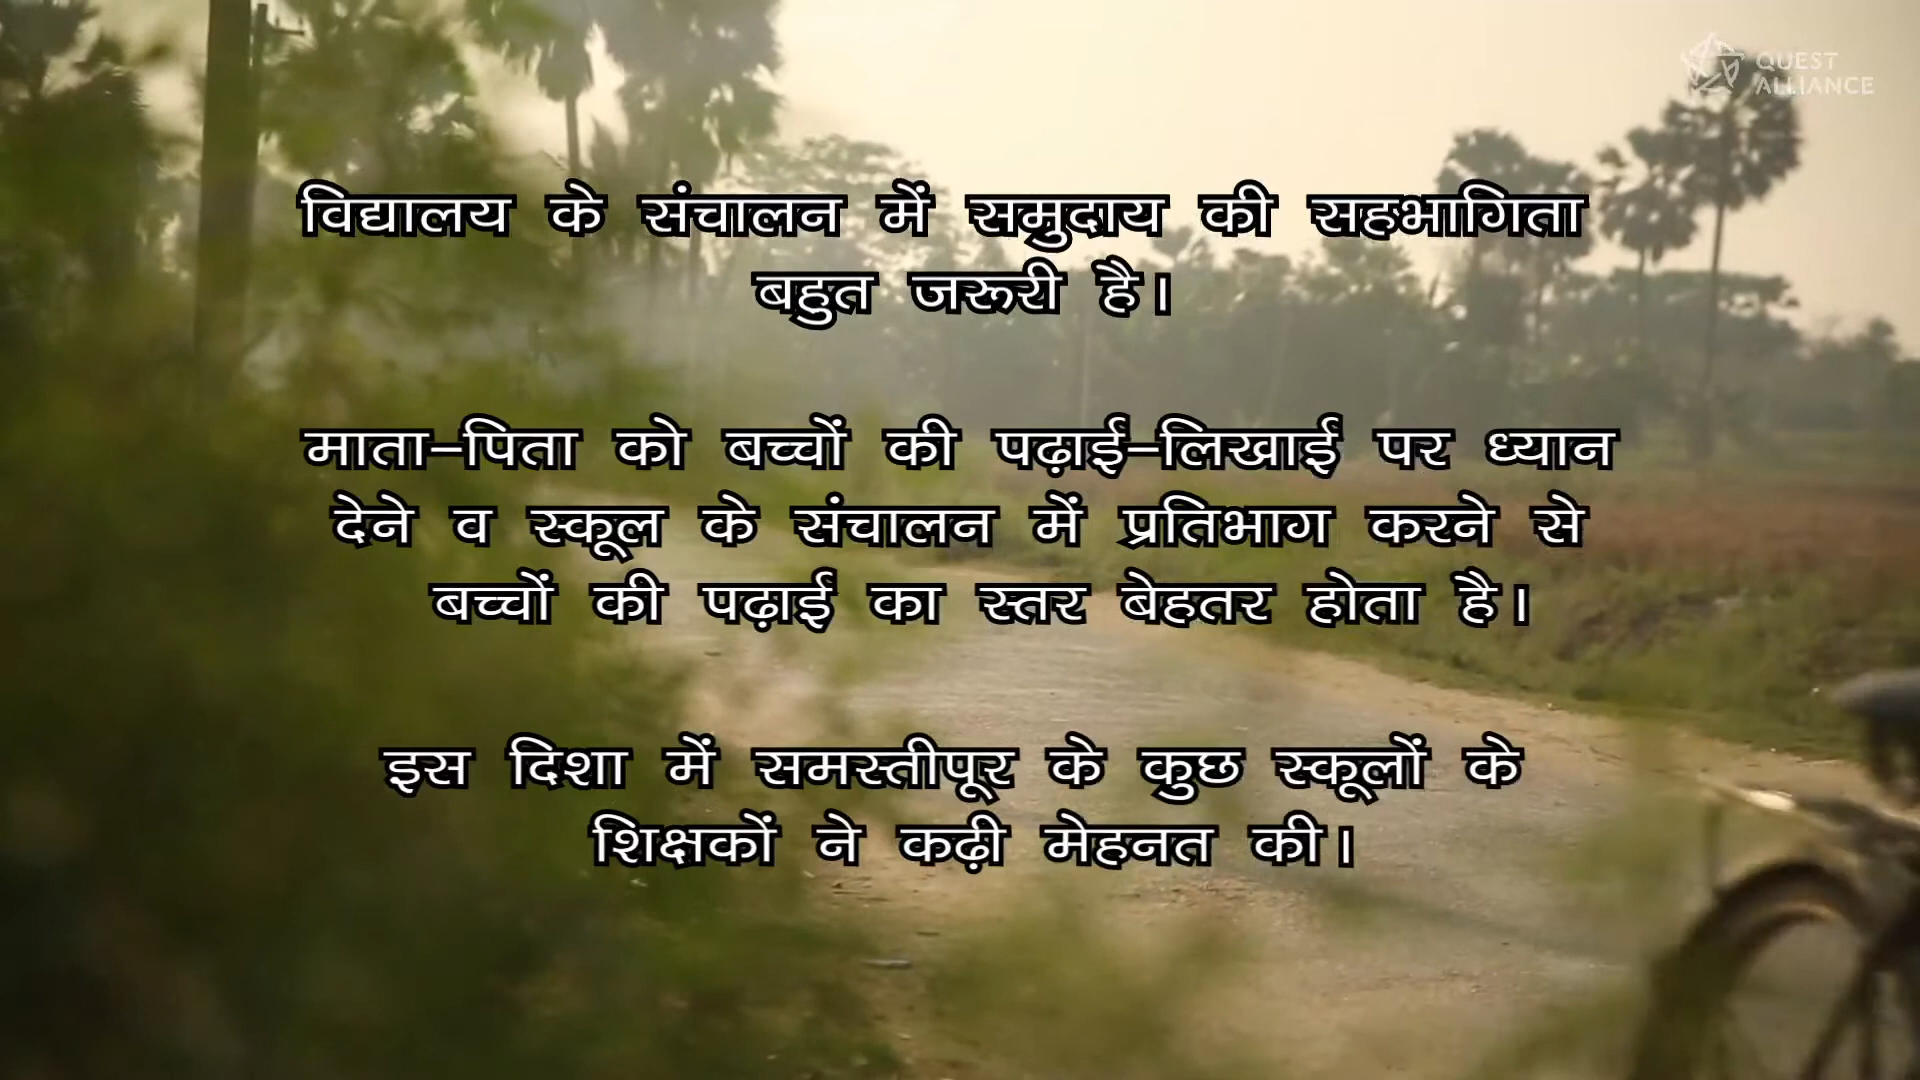 QUEST
ALLIANCE
विद्यालय के संचालन में समुदाय की सहभागिता
बहुत जरूरी है।
माता–पिता को बच्चों की पढ़ाई–लिखाई पर ध्यान
देने व स्कूल के संचालन में प्रतिभाग करने से
बच्चों की पढ़ाई का स्तर बेहतर होता है।
इस दिशा में समस्तीपूर के कुछ स्कूलों के
शिक्षकों ने कढ़ी मेहनत की।